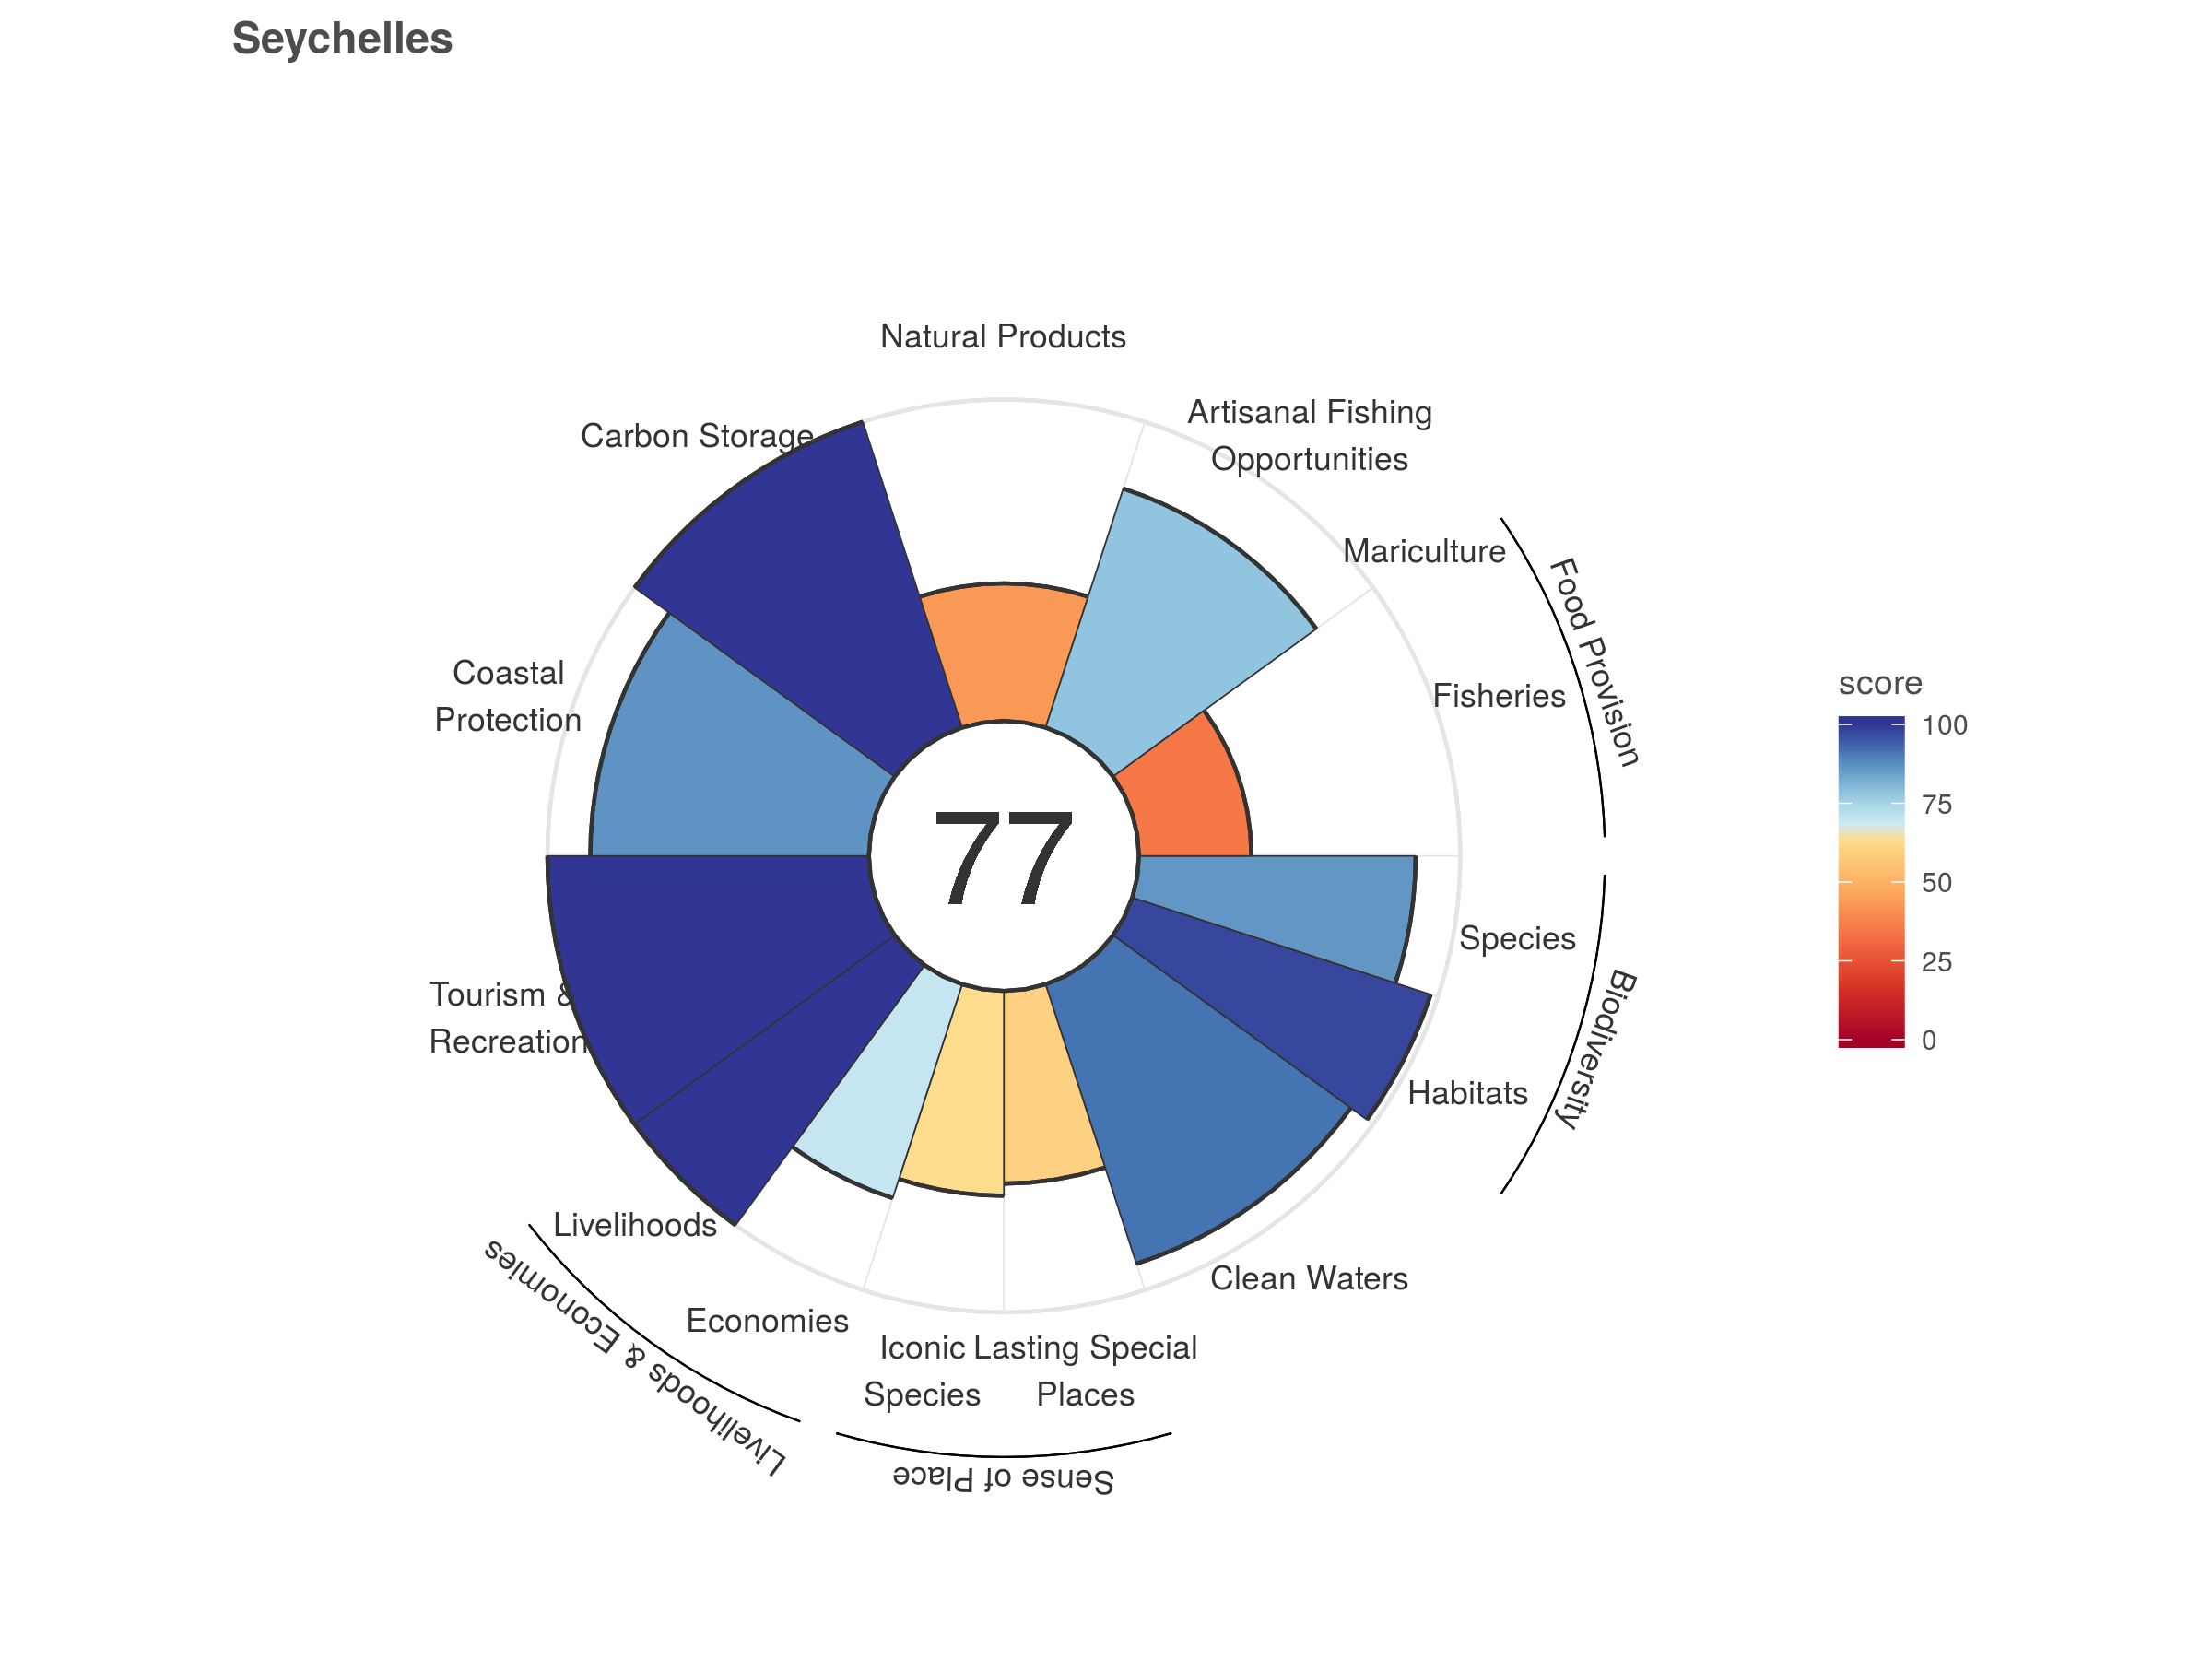 Seychelles
Natural Products
Artisanal Fishing
Opportunities
Carbon Storage
Mariculture
Food Provision
Fisheries
Coastal
Protection
score
100
75
50
25
0
77
Species
Biodiversity
Tourism &
Recreation
Habitats
Livelihoods
Livelihoods & Economies
Clean Waters
Economies
Iconic
Species
Lasting Special
Places
Sense of Place